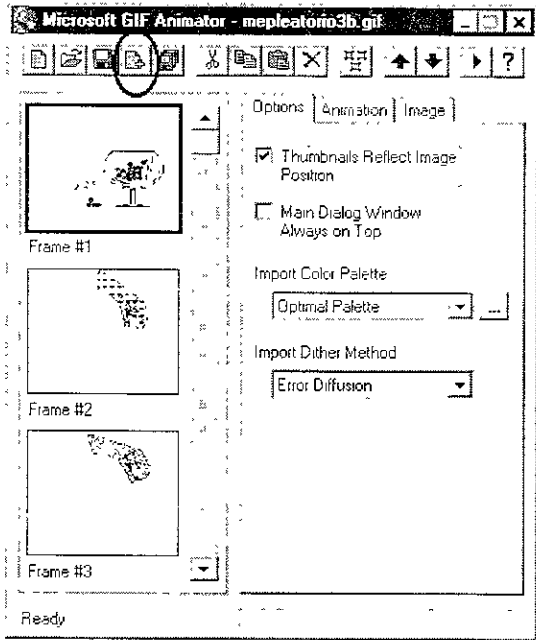 Microsoft GIF Animator - mepleatorio3b.gif
Options Animation Image
Thumbnails Reflect Image
Position
Main Dialog Window
Always on Top
Import Color Palette
Optimal Palette
...
Import Dither Method
Error Diffusion
Frame #1
Frame #2
Frame #3
Ready